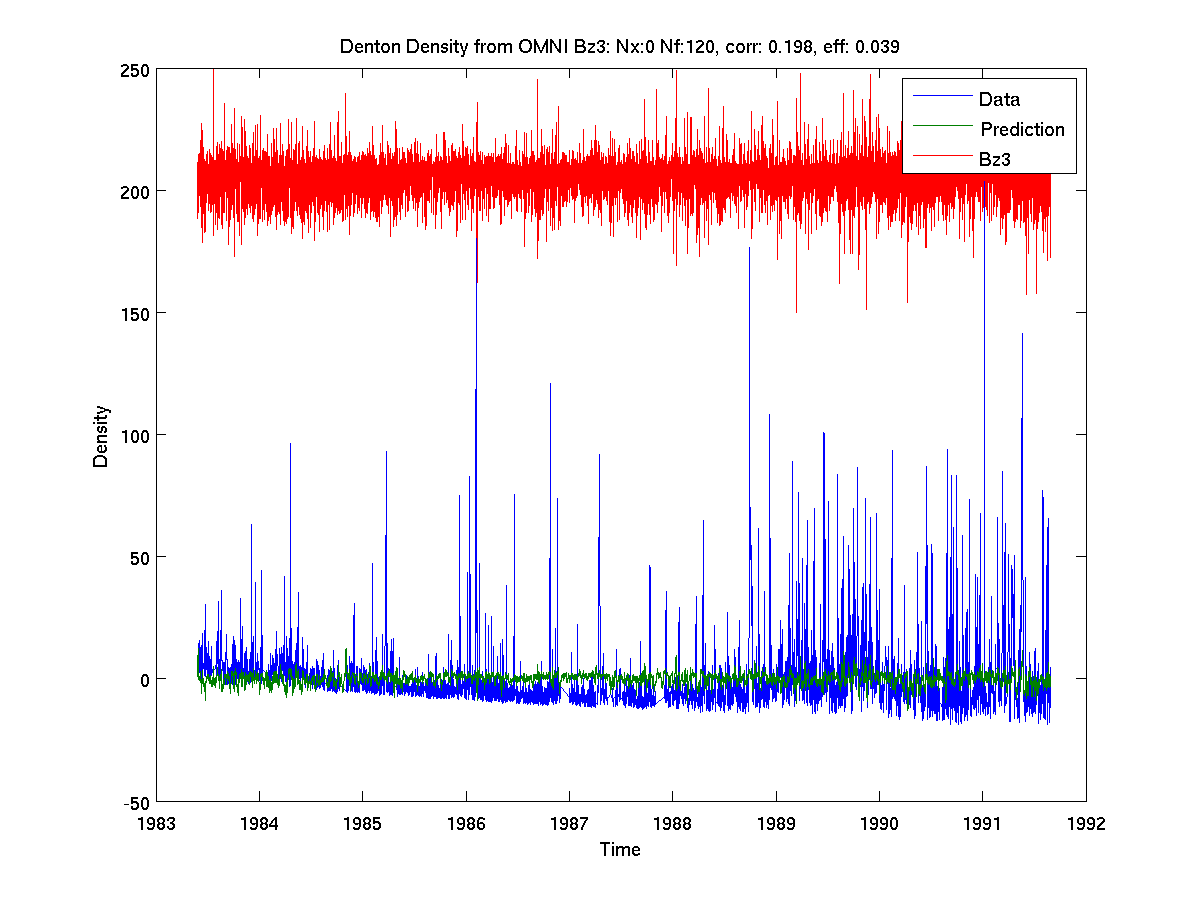 Denton Density from OMNI Bz3: Nx:0 Nf:120, corr: 0.198, eff: 0.039
250
200
150
100
50
0
-50
Density
Data
Prediction
Bz3
1983 1984 1985 1986 1987 1988 1989 1990 1991 1992
Time